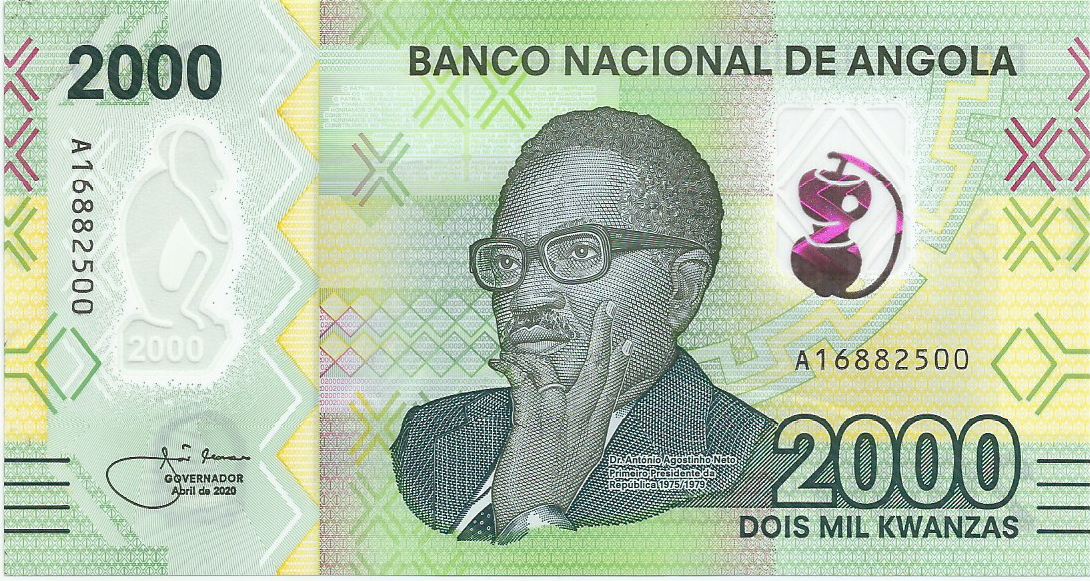 2000
BANCO NACIONAL DE ANGOLA
A16882500
2000
GOVERNADOR
Abril de 2020
A16882500
Dr. António Agostinho Neto
Primeiro Presidente da
República 1975/1979
2000
DOIS MIL KWANZAS